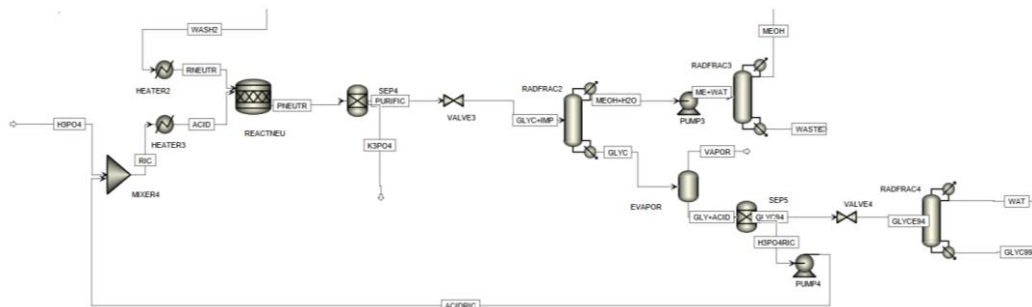 WASH2
MEOH
RADFRAC3
RNEUTR
HEATER2
SEP4
PURIFIC
RADFRAC2
MEOH+H2O
ME+WAT
PNEUTR
VALVE3
PUMP3
H3PO4
ACID
REACTNEU
GLYC+IMP
WASTE
HEATER3
K3PO4
GLYC
VAPOR
RIC
MIXER4
RADFRAC4
EVAPOR
SEP5
VALVE4
GLY+ACID
GLYC94
GLYCE94
WAT
H3PO4RIC
GLYC99
PUMP4
ACIDRIC